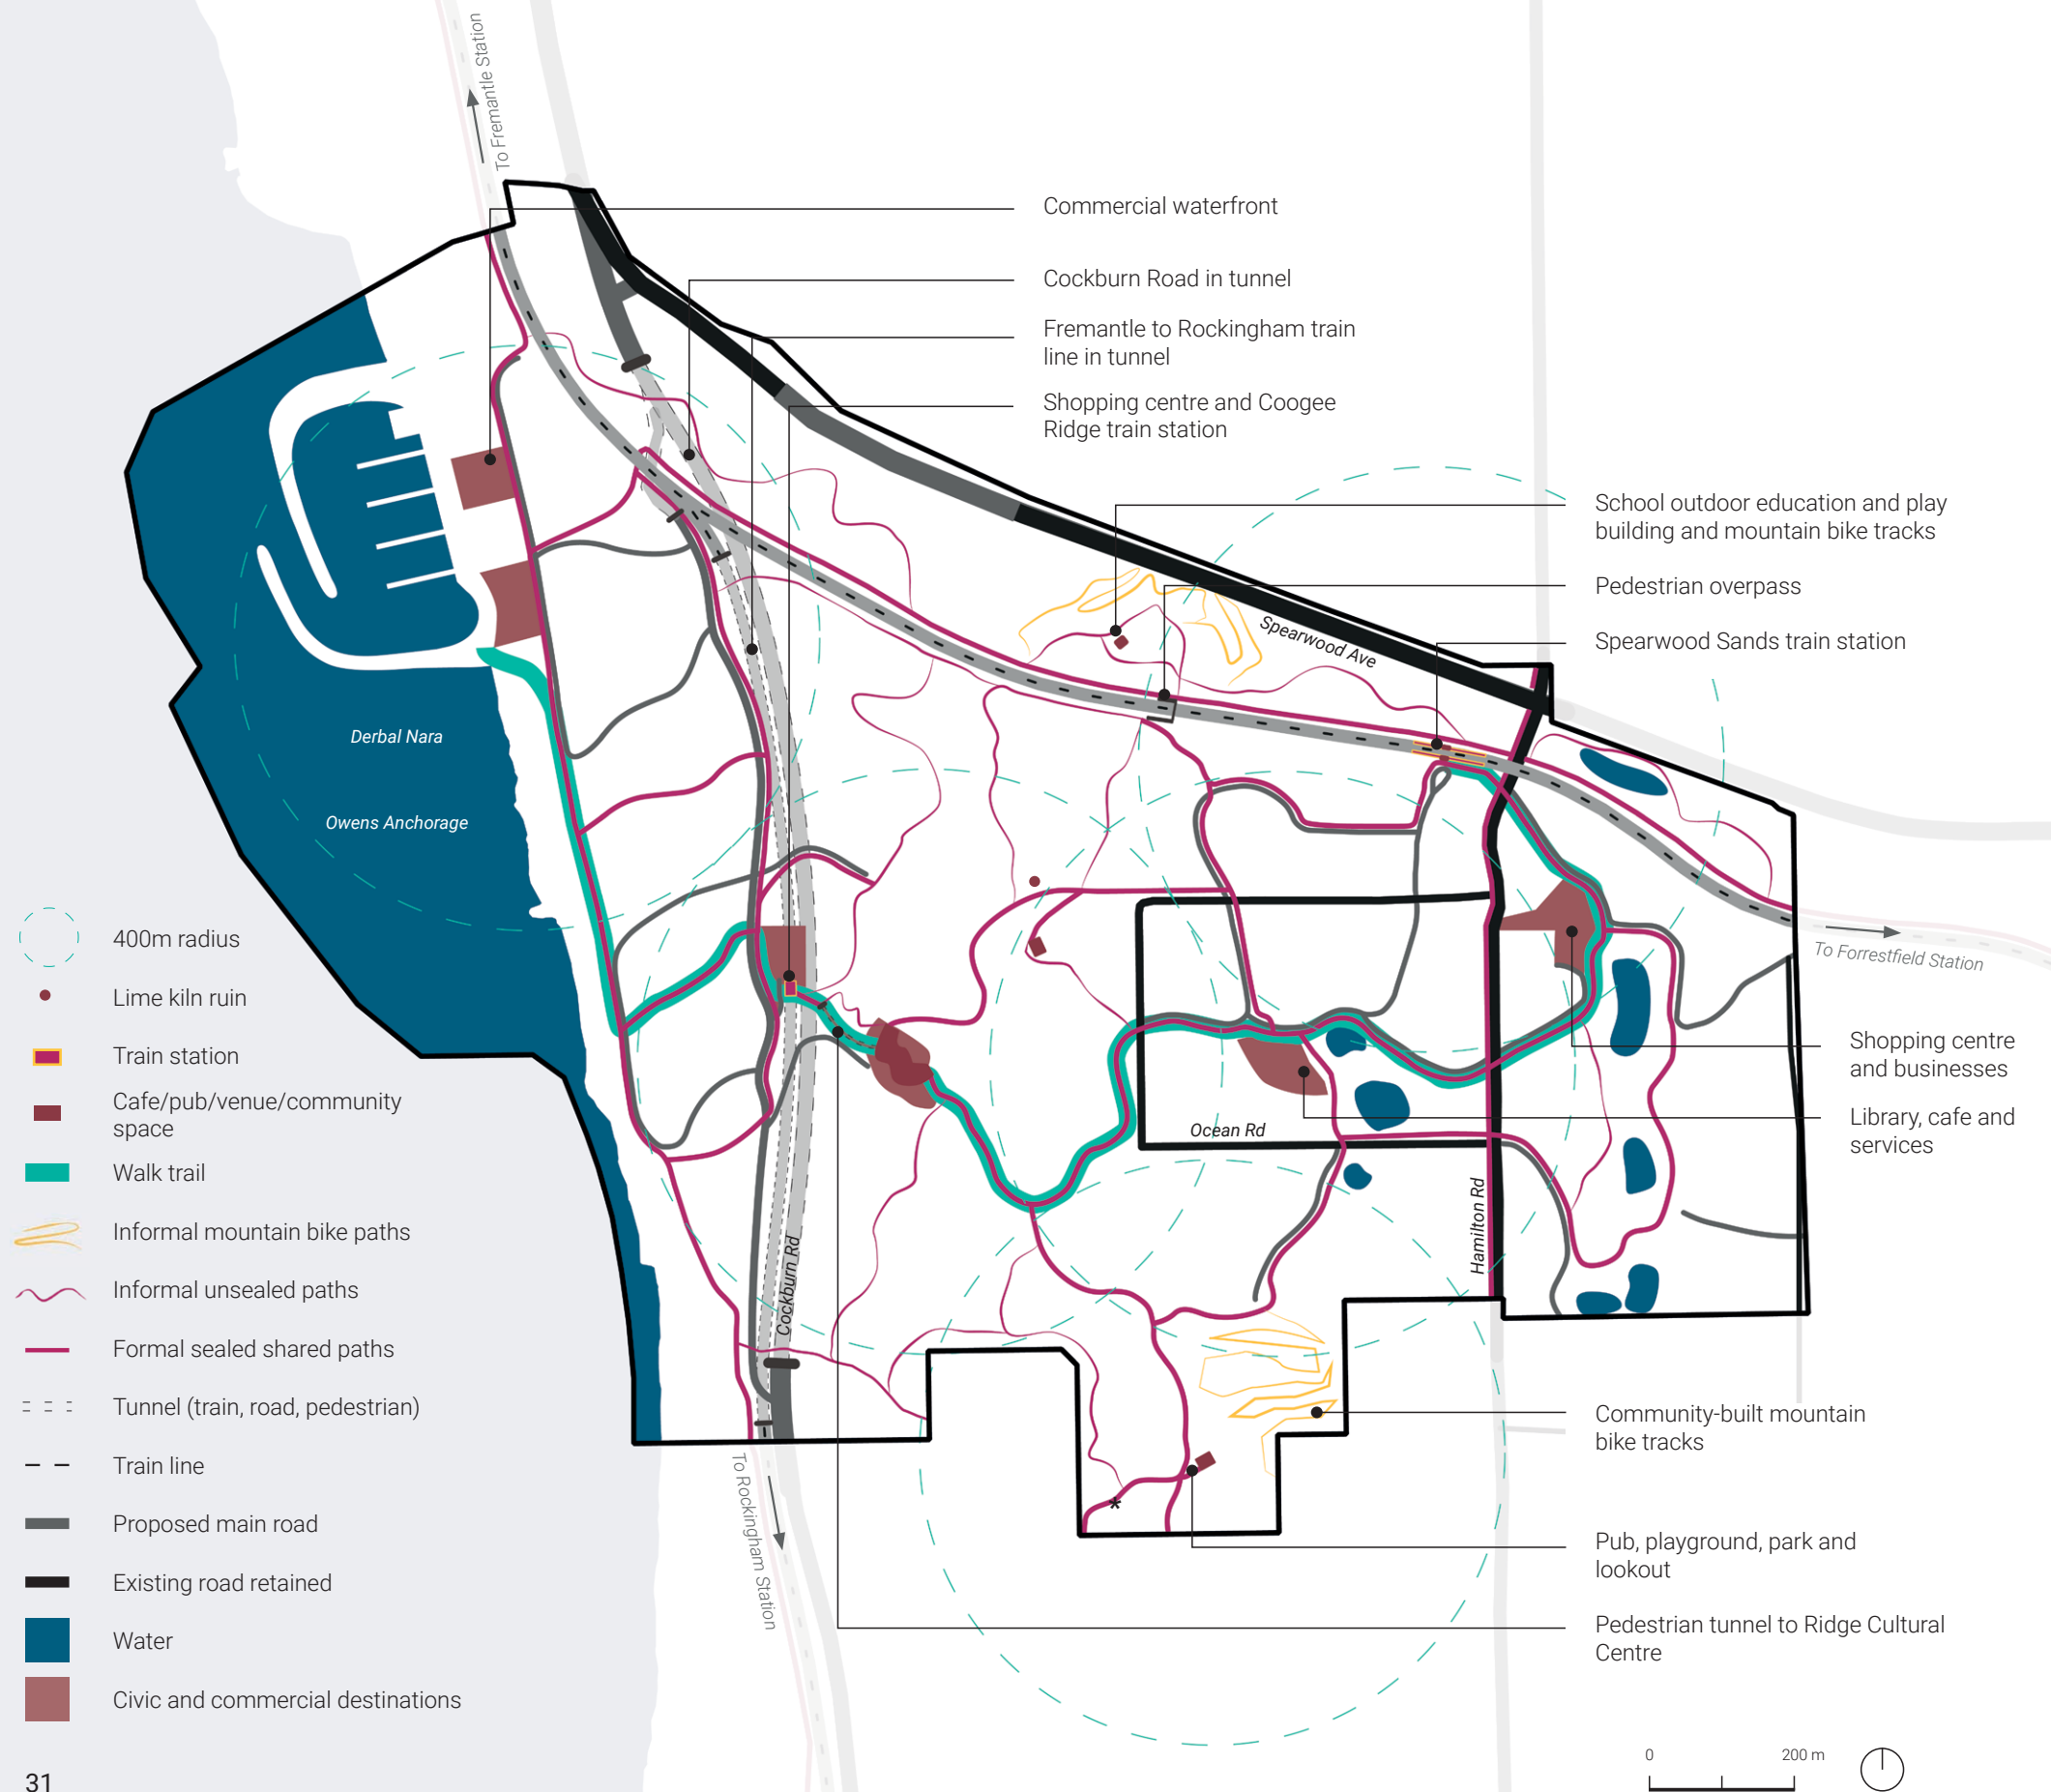 To Fremantle Station
Commercial waterfront
Cockburn Road in tunnel
Fremantle to Rockingham train
line in tunnel
Shopping centre and Coogee
Ridge train station
School outdoor education and play
building and mountain bike tracks
Pedestrian overpass
Spearwood Sands train station
Spearwood Ave
Derbal Nara
Owens Anchorage
To Forrestfield Station
Shopping centre
and businesses
Library, cafe and
services
Ocean Rd
Hamilton Rd
Cockburn Rd
Community-built mountain
bike tracks
*
Pub, playground, park and
lookout
Pedestrian tunnel to Ridge Cultural
Centre
To Rockingham Station
400m radius
Lime kiln ruin
Train station
Cafe/pub/venue/community
space
Walk trail
Informal mountain bike paths
Informal unsealed paths
Formal sealed shared paths
Tunnel (train, road, pedestrian)
Train line
Proposed main road
Existing road retained
Water
Civic and commercial destinations
0 200 m
31